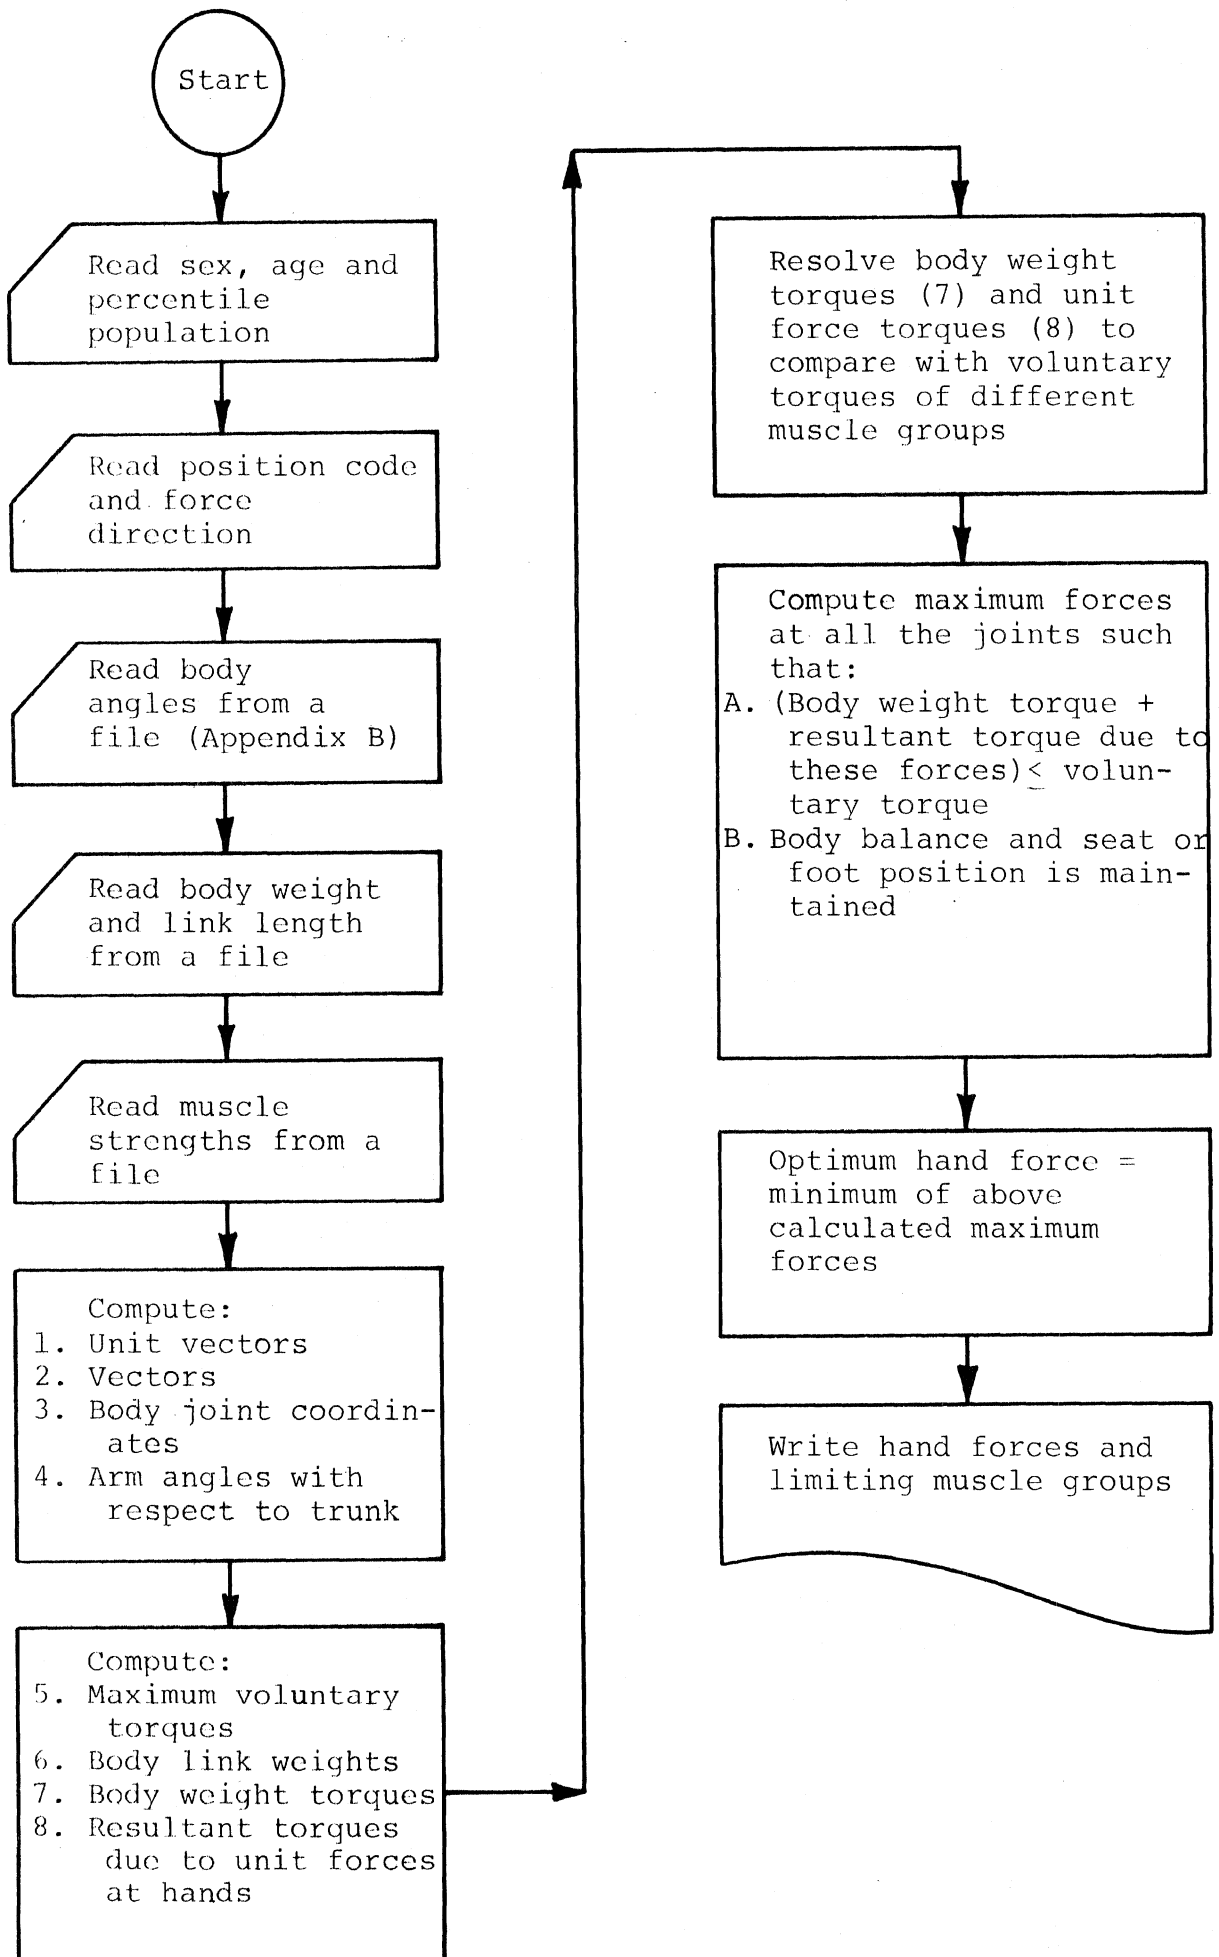 Start
Read sex, age and
percentile
population
Read position code
and force
direction
Read body
angles from a
file (Appendix B)
Read body weight
and link length
from a file
Read muscle
strengths from a
file
Compute:
1. Unit vectors
2. Vectors
3. Body joint coordin-
ates
4. Arm angles with
respect to trunk
Compute:
5. Maximum voluntary
torques
6. Body link weights
7. Body weight torques
8. Resultant torques
due to unit forces
at hands
Resolve body weight
torques (7) and unit
force torques (8) to
compare with voluntary
torques of different
muscle groups
Compute maximum forces
at all the joints such
that:
A. (Body weight torque +
resultant torque due to
these forces) ≤ volun-
tary torque
B. Body balance and seat or
foot position is main-
tained
Optimum hand force =
minimum of above
calculated maximum
forces
Write hand forces and
limiting muscle groups